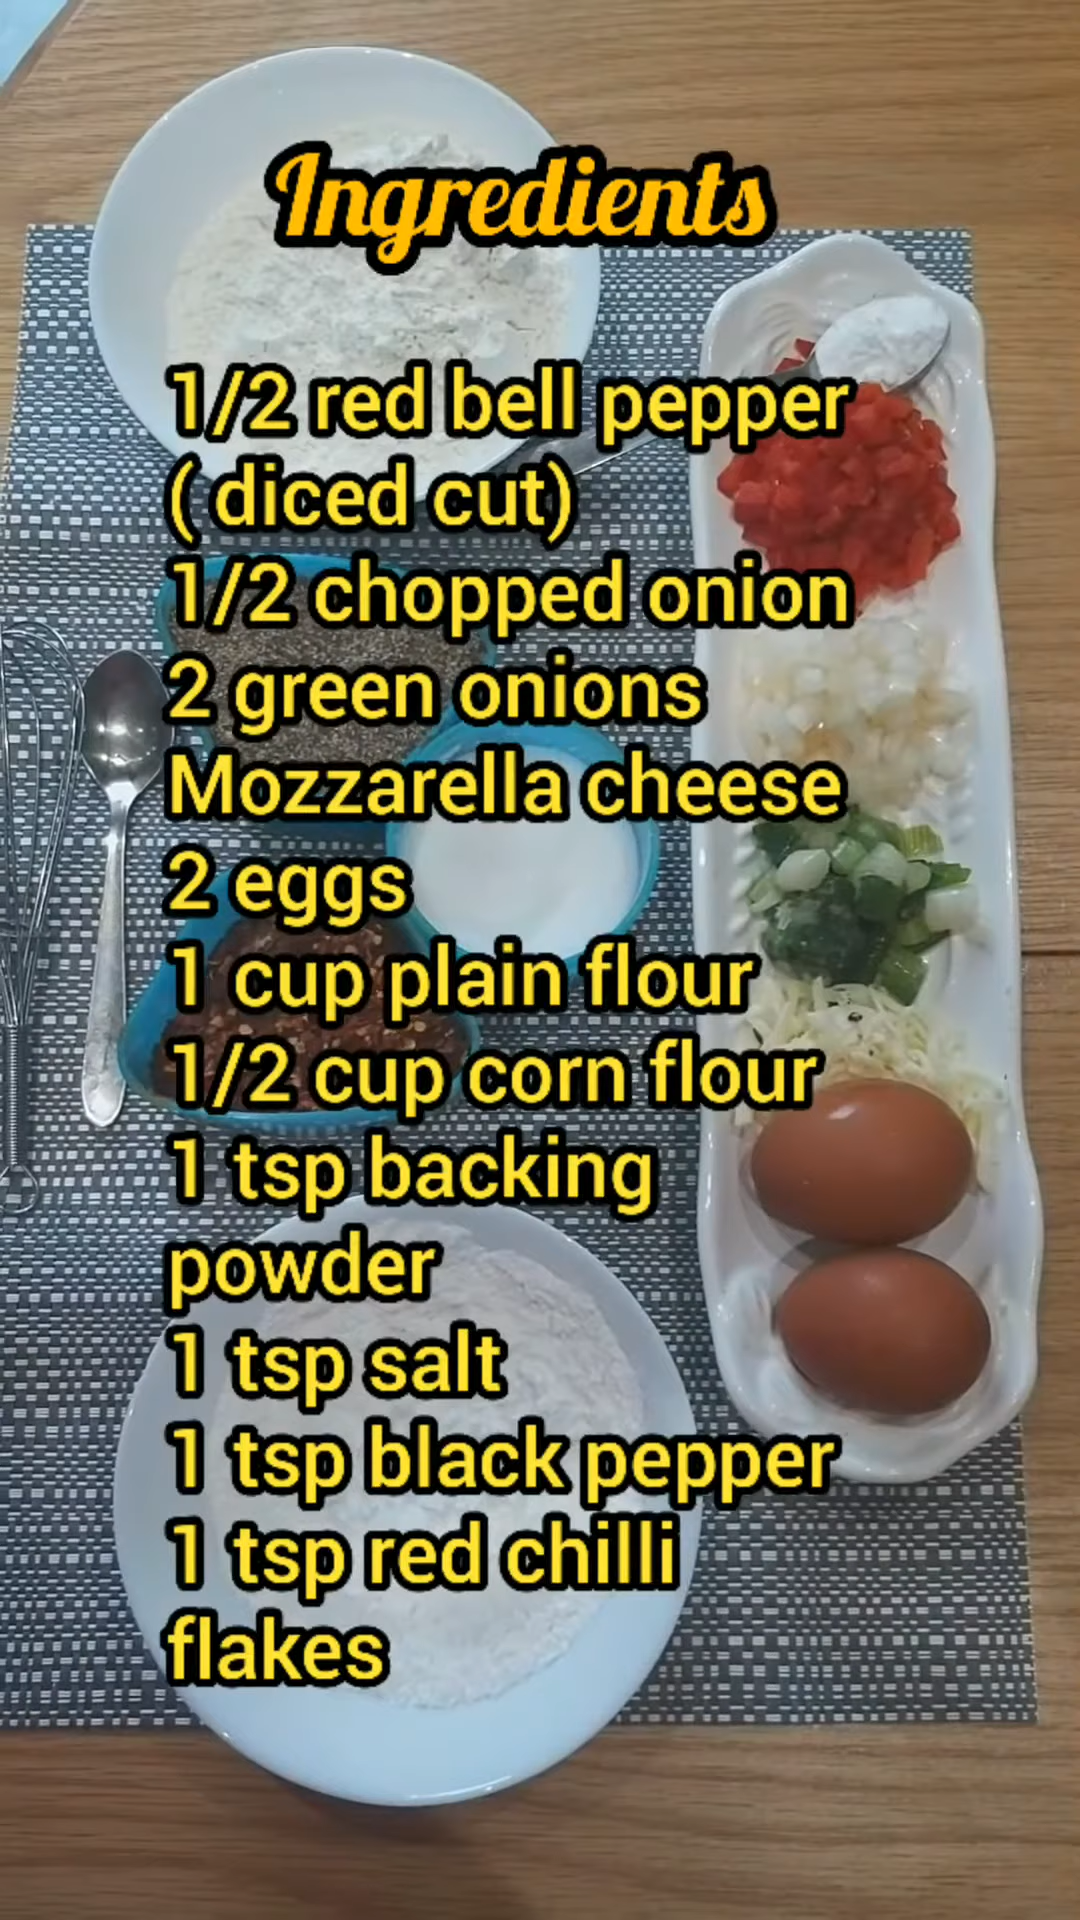 Ingredients
1/2 red bell pepper
( diced cut)
1/2 chopped onion
2 green onions
Mozzarella cheese
2 eggs
1 cup plain flour
1/2 cup corn flour
1 tsp backing
powder
1 tsp salt
1 tsp black pepper
1 tsp red chilli
flakes